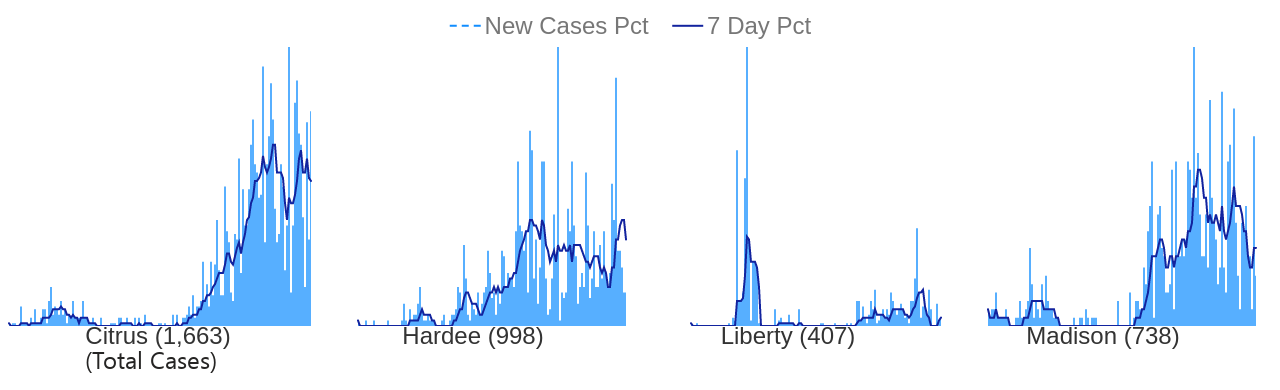 New Cases Pct 7 Day Pct
Citrus (1,663) Hardee (998) Liberty (407) Madison (738)
(Total Cases)